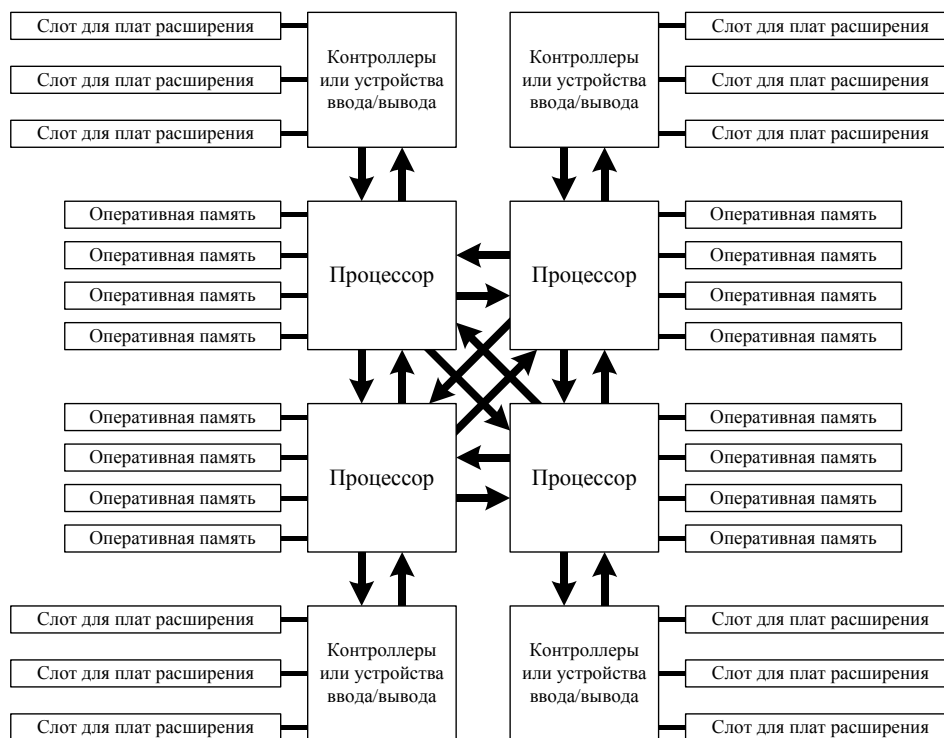 Слот для плат расширения
Слот для плат расширения
Слот для плат расширения
Контроллеры
или устройства
ввода/вывода
Контроллеры
или устройства
ввода/вывода
Слот для плат расширения
Слот для плат расширения
Слот для плат расширения
Оперативная память
Оперативная память
Оперативная память
Оперативная память
Процессор
Процессор
Оперативная память
Оперативная память
Оперативная память
Оперативная память
Оперативная память
Оперативная память
Оперативная память
Оперативная память
Процессор
Процессор
Оперативная память
Оперативная память
Оперативная память
Оперативная память
Слот для плат расширения
Слот для плат расширения
Слот для плат расширения
Контроллеры
или устройства
ввода/вывода
Контроллеры
или устройства
ввода/вывода
Слот для плат расширения
Слот для плат расширения
Слот для плат расширения